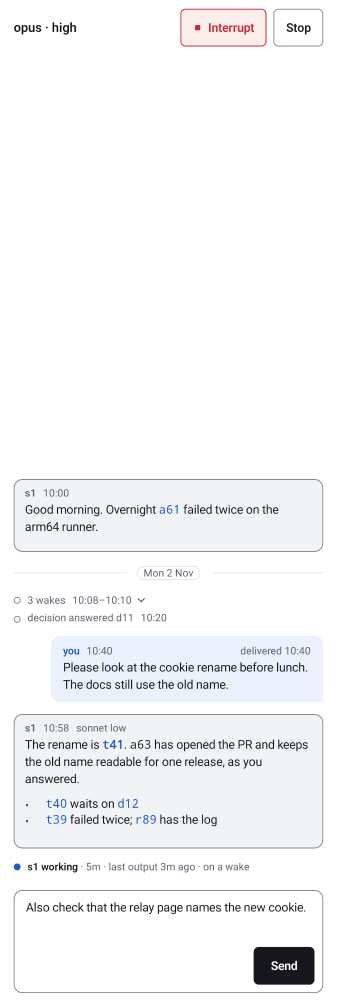 opus · high
Interrupt
Stop
s1 10:00
Good morning. Overnight a61 failed twice on the
arm64 runner.
Mon 2 Nov
3 wakes 10:08–10:10
decision answered d11 10:20
you 10:40 delivered 10:40
Please look at the cookie rename before lunch.
The docs still use the old name.
s1 10:58 sonnet low
The rename is t41. a63 has opened the PR and keeps
the old name readable for one release, as you
answered.
• t40 waits on d12
• t39 failed twice; r89 has the log
s1 working · 5m · last output 3m ago · on a wake
Also check that the relay page names the new cookie.
Send